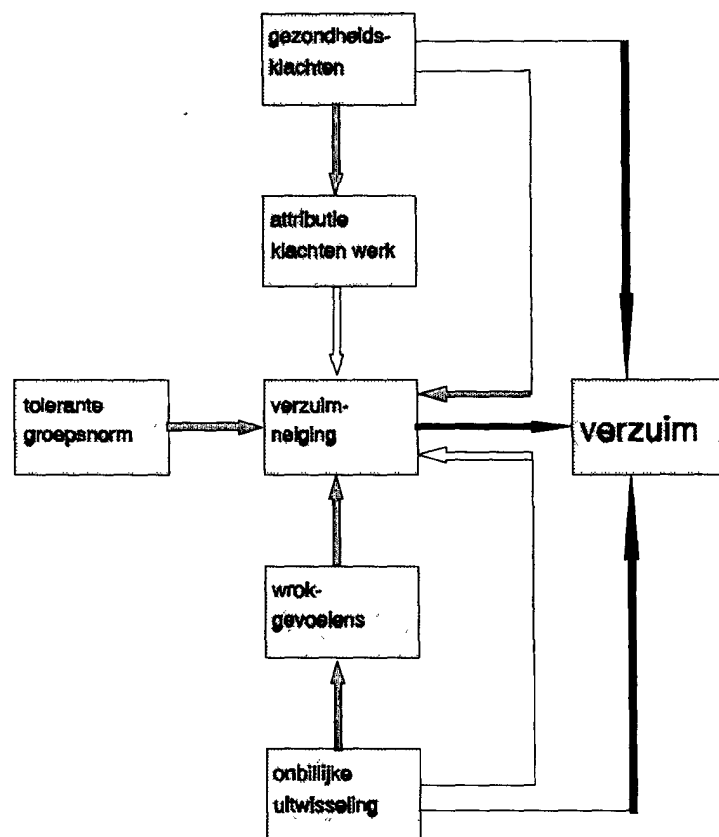 gezondheids-
klachten
attributie
klachten werk
tolerante
groepsnorm
verzuim-
neiging
verzuim
wrok-
gevoelens
onbillijke
uitwisseling